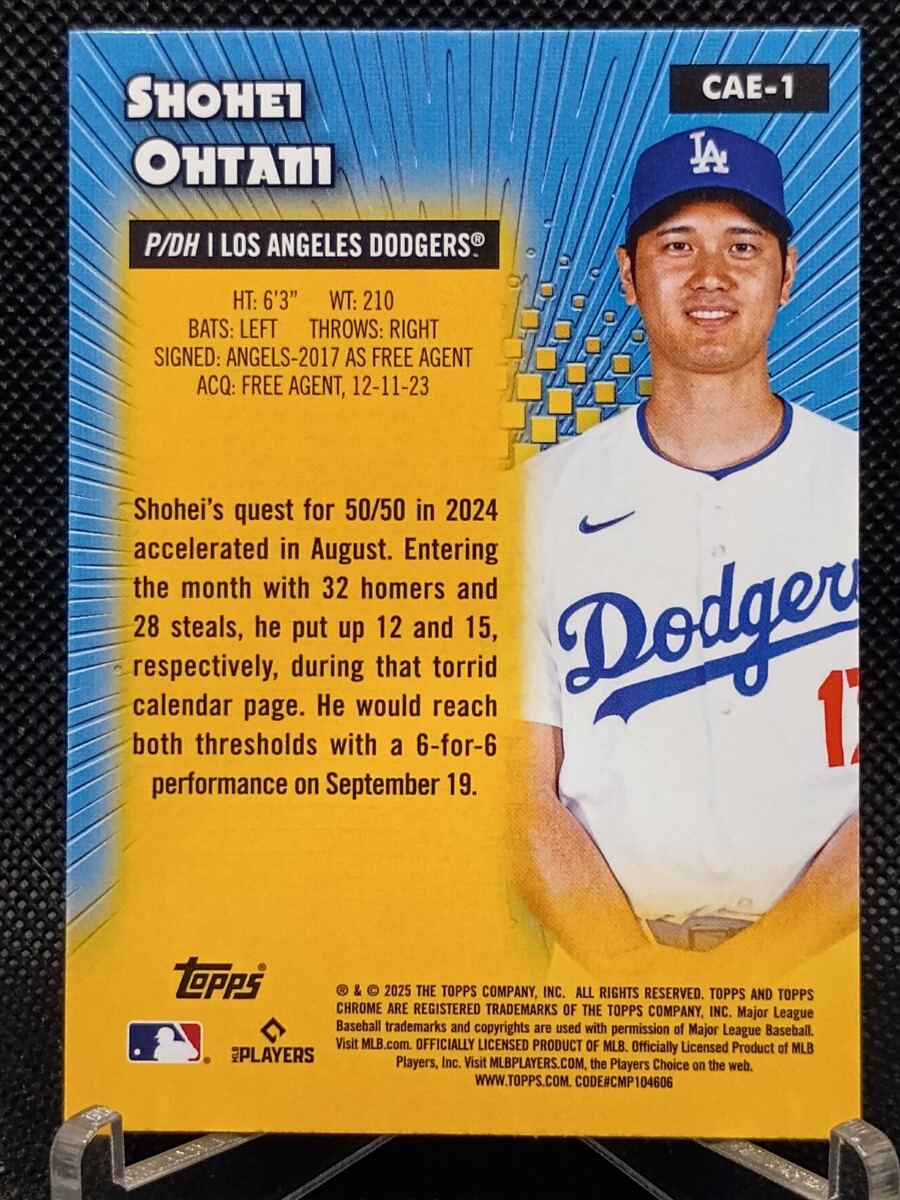 SHOHEI
OHTANI
CAE-1
LA
P/DH | LOS ANGELES DODGERS®
HT: 6'3" WT: 210
BATS: LEFT THROWS: RIGHT
SIGNED: ANGELS-2017 AS FREE AGENT
ACQ: FREE AGENT, 12-11-23
Shohei's quest for 50/50 in 2024
accelerated in August. Entering
the month with 32 homers and
28 steals, he put up 12 and 15,
respectively, during that torrid
calendar page. He would reach
both thresholds with a 6-for-6
performance on September 19.
Dodgers
17
topps®
MLB PLAYERS
® & © 2025 THE TOPPS COMPANY, INC. ALL RIGHTS RESERVED. TOPPS AND TOPPS
CHROME ARE REGISTERED TRADEMARKS OF THE TOPPS COMPANY, INC. Major League
Baseball trademarks and copyrights are used with permission of Major League Baseball.
Visit MLB.com. OFFICIALLY LICENSED PRODUCT OF MLB. Officially Licensed Product of MLB
Players, Inc. Visit MLBPLAYERS.COM, the Players Choice on the web.
WWW.TOPPS.COM. CODE#CMP104606